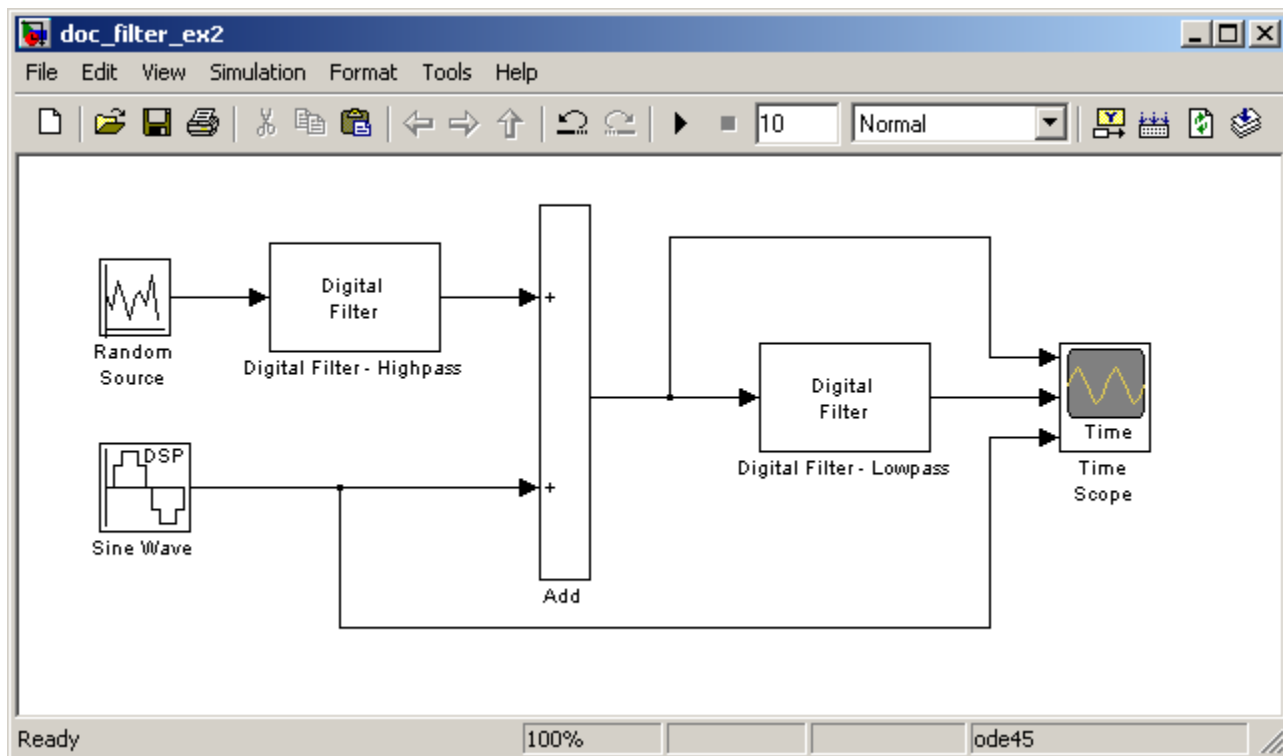 doc_filter_ex2
File Edit View Simulation Format Tools Help
10 Normal
Y
Digital
Filter
+
Random
Source
Digital Filter - Highpass
Digital
Filter
Time
DSP
+
Digital Filter - Lowpass
Time
Scope
Sine Wave
Add
Ready 100% ode45